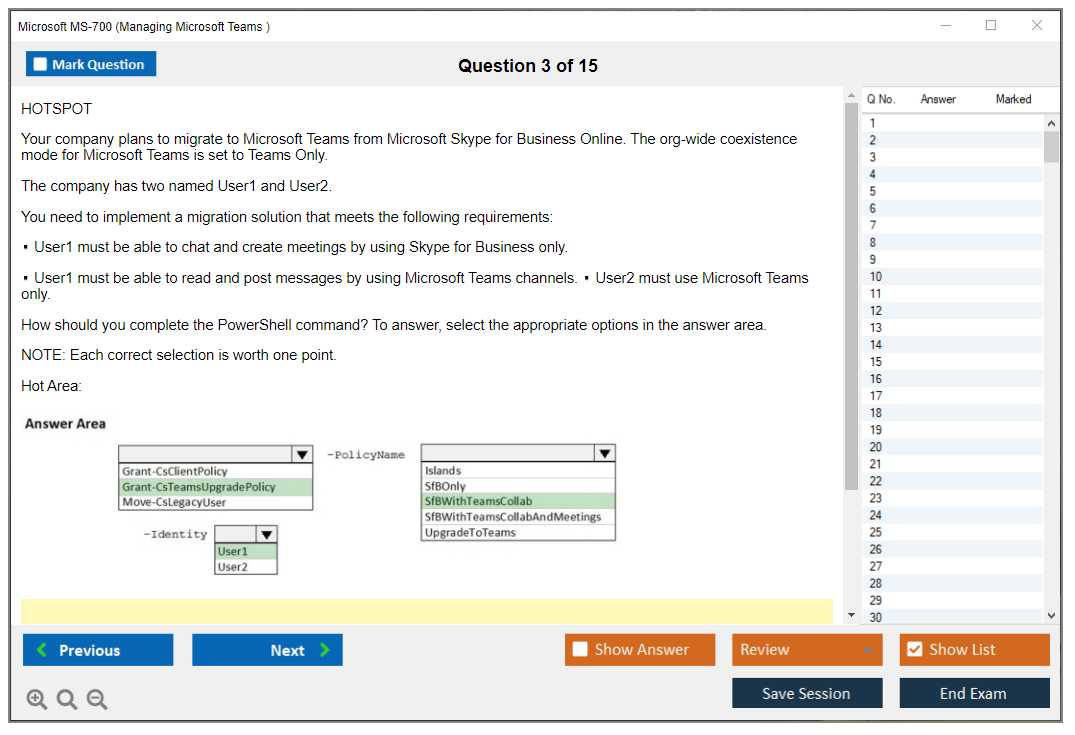 Microsoft MS-700 (Managing Microsoft Teams )
Mark Question
Question 3 of 15
HOTSPOT
Your company plans to migrate to Microsoft Teams from Microsoft Skype for Business Online. The org-wide coexistence
mode for Microsoft Teams is set to Teams Only.
The company has two named User1 and User2.
You need to implement a migration solution that meets the following requirements:
▪ User1 must be able to chat and create meetings by using Skype for Business only.
▪ User1 must be able to read and post messages by using Microsoft Teams channels. ▪ User2 must use Microsoft Teams
only.
How should you complete the PowerShell command? To answer, select the appropriate options in the answer area.
NOTE: Each correct selection is worth one point.
Hot Area:
Answer Area
-PolicyName
Grant-CsClientPolicy
Grant-CsTeamsUpgradePolicy
Move-CsLegacyUser
Islands
SfBOnly
SfBWithTeamsCollab
SfBWithTeamsCollabAndMeetings
UpgradeToTeams
-Identity
User1
User2
Q No. Answer Marked
1
2
3
4
5
6
7
8
9
10
11
12
13
14
15
16
17
18
19
20
21
22
23
24
25
26
27
28
29
30
Previous
Next
Show Answer
Review
Show List
Save Session
End Exam